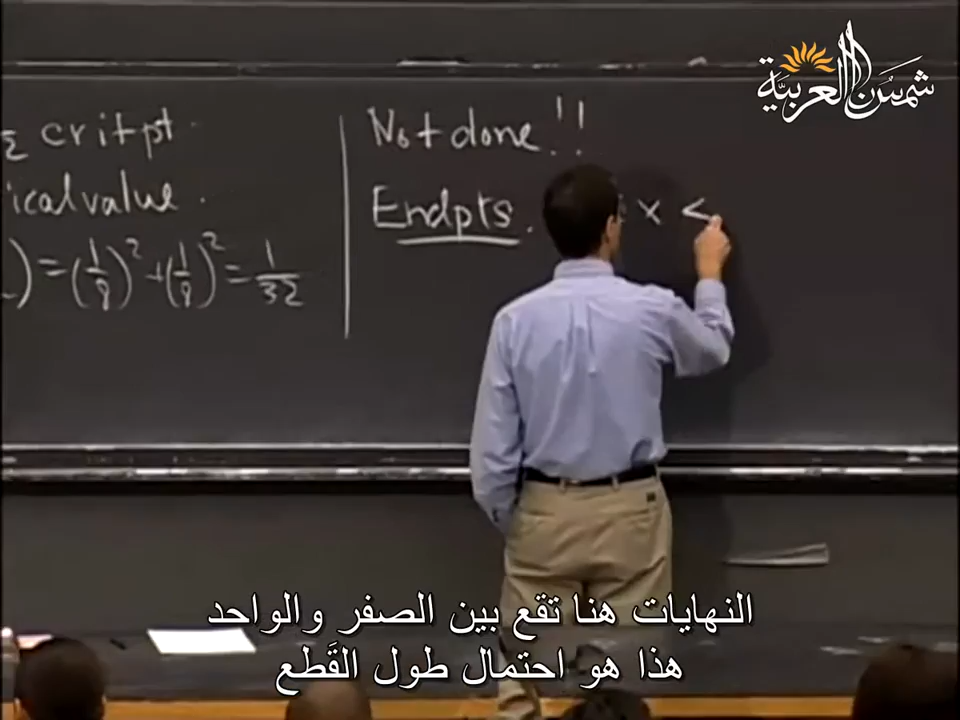 crit pt.
ical value.
) = (1/8)² + (1/8)² = 1/32
Not done!!
Endpts. x <
شمس العربية
النهايات هنا تقع بين الصفر والواحد
هذا هو احتمال طول القَطع